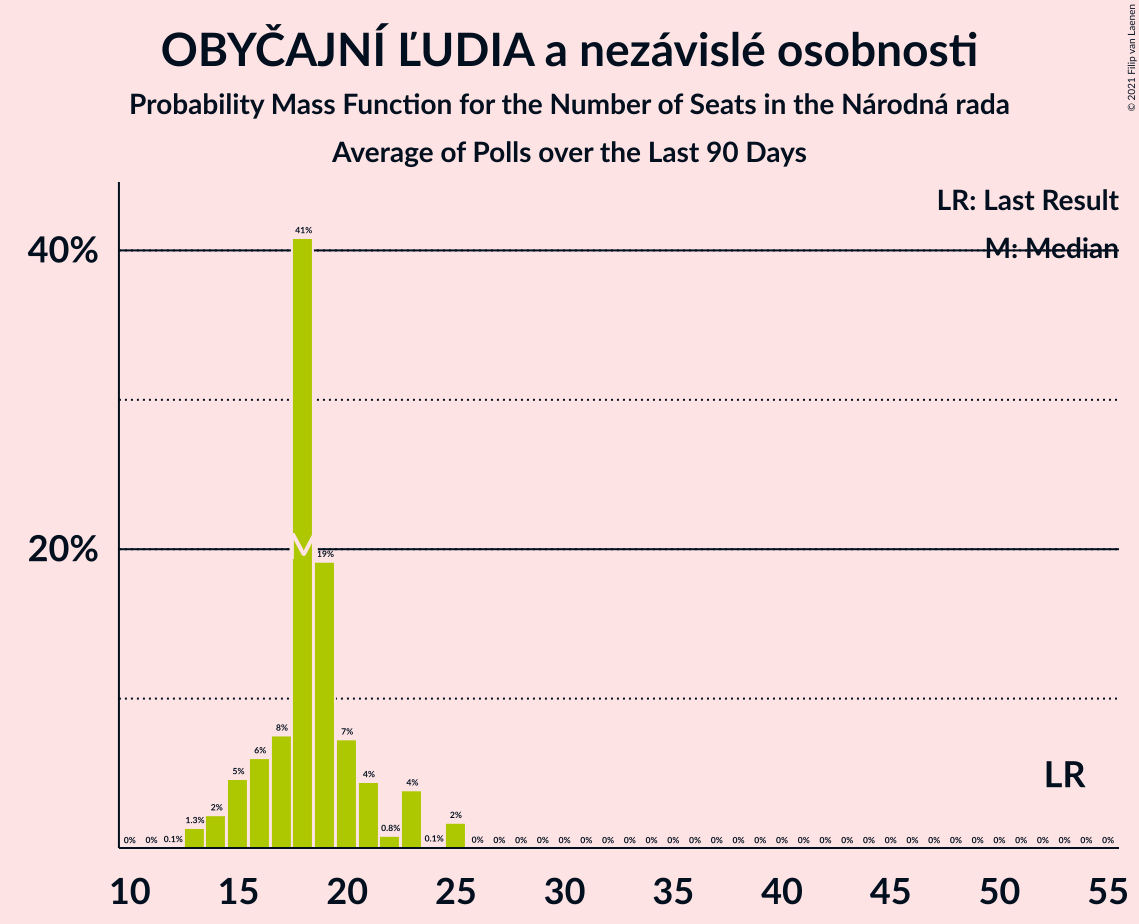 OBYČAJNÍ ĽUDIA a nezávislé osobnosti
Probability Mass Function for the Number of Seats in the Národná rada
Average of Polls over the Last 90 Days
© 2021 Filip van Laenen
LR: Last Result
M: Median
40%
20%
41%
19%
0% 0% 0.1% 1.3% 2% 5% 6% 8% 7% 4% 0.8% 4% 0.1% 2% 0% 0% 0% 0% 0% 0% 0% 0% 0% 0% 0% 0% 0% 0% 0% 0% 0% 0% 0% 0% 0% 0% 0% 0% 0% 0% 0% 0% 0% 0%
M
LR
10 15 20 25 30 35 40 45 50 55